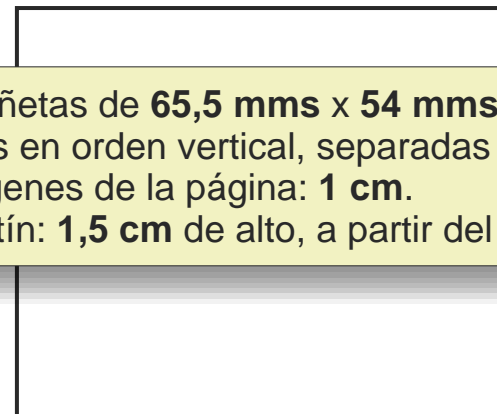 ñetas de 65,5 mms x 54 mms
s en orden vertical, separadas
genes de la página: 1 cm.
tín: 1,5 cm de alto, a partir del